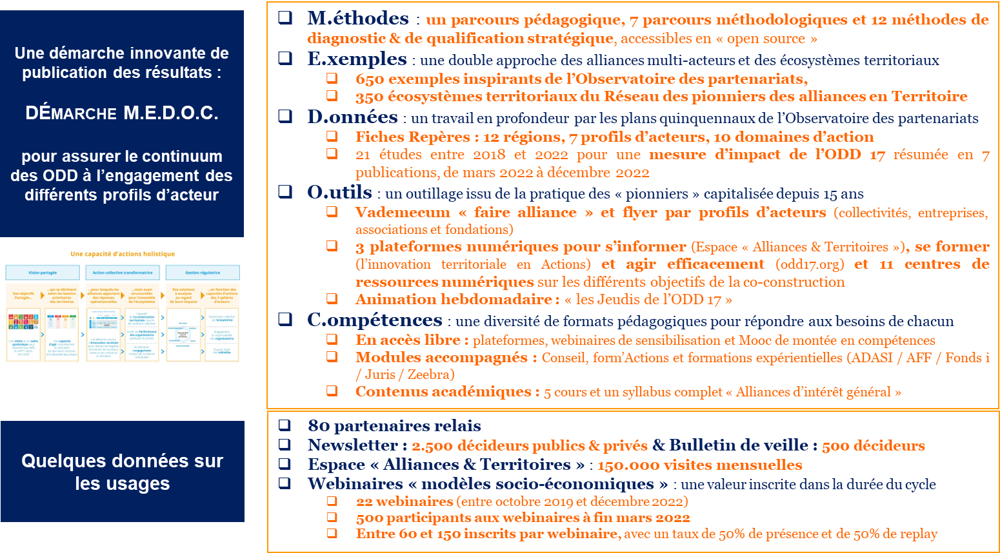 Une démarche innovante de
publication des résultats :
DÉMARCHE M.E.D.O.C.
pour assurer le continuum
des ODD à l’engagement des
différents profils d’acteur
Une capacité d'actions holistique
Vision partagée
Action collective transformatrice
Gestion régulatrice
Des objectifs
Partagés...
...qui se déclinent
selon les besoins
prioritaires
des territoires
...pour lesquels les
alliances apportent
des réponses
opérationnelles
...mais aussi
structurelles
pour l'ensemble
de l'écosystème
Des solutions
à analyser
au regard
de leurs impacts
...en fonction des
capacités d'actions
des 3 sphères
d'acteurs
M.éthodes : un parcours pédagogique, 7 parcours méthodologiques et 12 méthodes de
diagnostic & de qualification stratégique, accessibles en « open source »
E.xemples : une double approche des alliances multi-acteurs et des écosystèmes territoriaux
650 exemples inspirants de l’Observatoire des partenariats,
350 écosystèmes territoriaux du Réseau des pionniers des alliances en Territoire
D.onnées : un travail en profondeur par les plans quinquennaux de l’Observatoire des partenariats
Fiches Repères : 12 régions, 7 profils d’acteurs, 10 domaines d’action
21 études entre 2018 et 2022 pour une mesure d’impact de l’ODD 17 résumée en 7
publications, de mars 2022 à décembre 2022
O.utils : un outillage issu de la pratique des « pionniers » capitalisée depuis 15 ans
Vademecum « faire alliance » et flyer par profils d’acteurs (collectivités, entreprises,
associations et fondations)
3 plateformes numériques pour s’informer (Espace « Alliances & Territoires »), se former
(l’innovation territoriale en Actions) et agir efficacement (odd17.org) et 11 centres de
ressources numériques sur les différents objectifs de la co-construction
Animation hebdomadaire : « les Jeudis de l’ODD 17 »
C.ompétences : une diversité de formats pédagogiques pour répondre aux besoins de chacun
En accès libre : plateformes, webinaires de sensibilisation et Mooc de montée en compétences
Modules accompagnés : Conseil, form’Actions et formations expérientielles (ADASI / AFF / Fonds i
/ Juris / Zeebra)
Contenus académiques : 5 cours et un syllabus complet « Alliances d’intérêt général »
Quelques données sur
les usages
80 partenaires relais
Newsletter : 2.500 décideurs publics & privés & Bulletin de veille : 500 décideurs
Espace « Alliances & Territoires » : 150.000 visites mensuelles
Webinaires « modèles socio-économiques » : une valeur inscrite dans la durée du cycle
22 webinaires (entre octobre 2019 et décembre 2022)
500 participants aux webinaires à fin mars 2022
Entre 60 et 150 inscrits par webinaire, avec un taux de 50% de présence et de 50% de replay